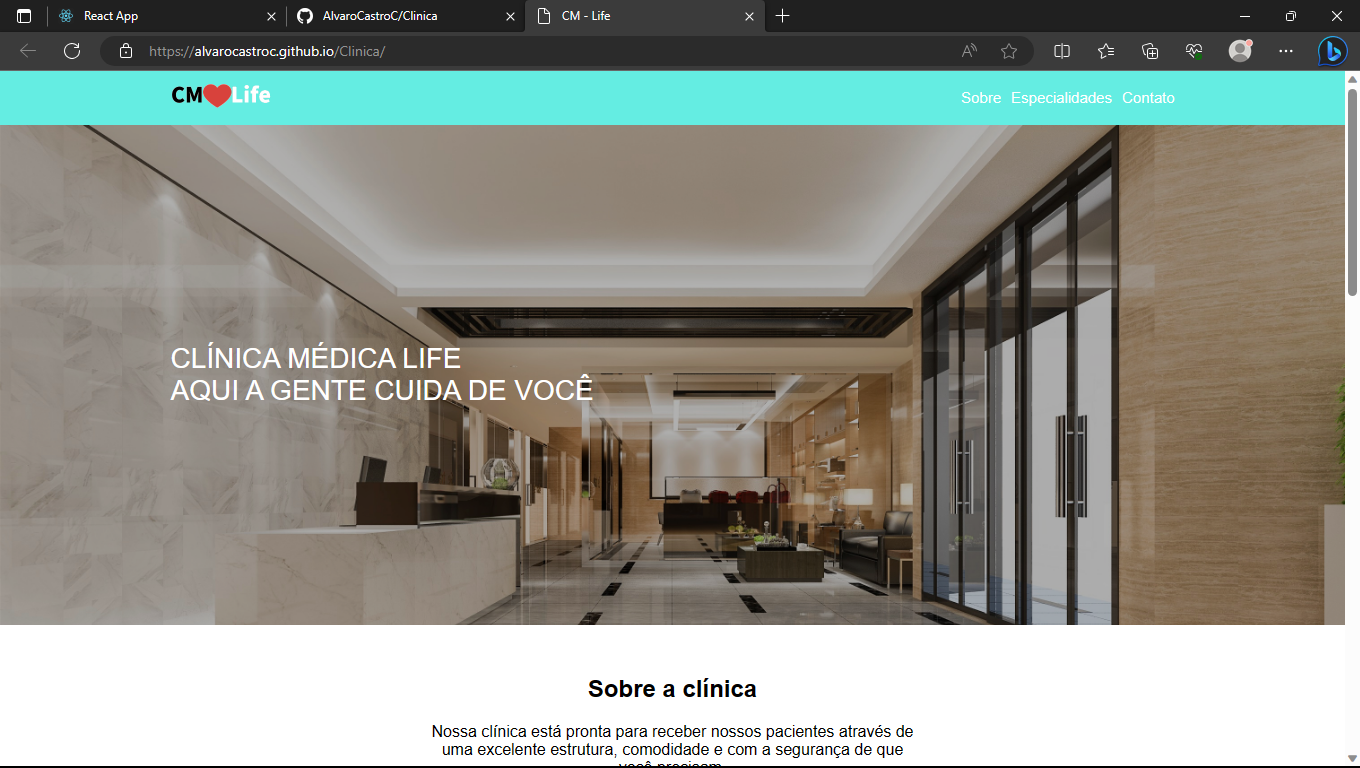 React App
AlvaroCastroC/Clinica
CM - Life
https://alvarocastroc.github.io/Clinica/
CM Life
Sobre Especialidades Contato
CLÍNICA MÉDICA LIFE
AQUI A GENTE CUIDA DE VOCÊ
Sobre a clínica
Nossa clínica está pronta para receber nossos pacientes através de
uma excelente estrutura, comodidade e com a segurança de que
você precisam